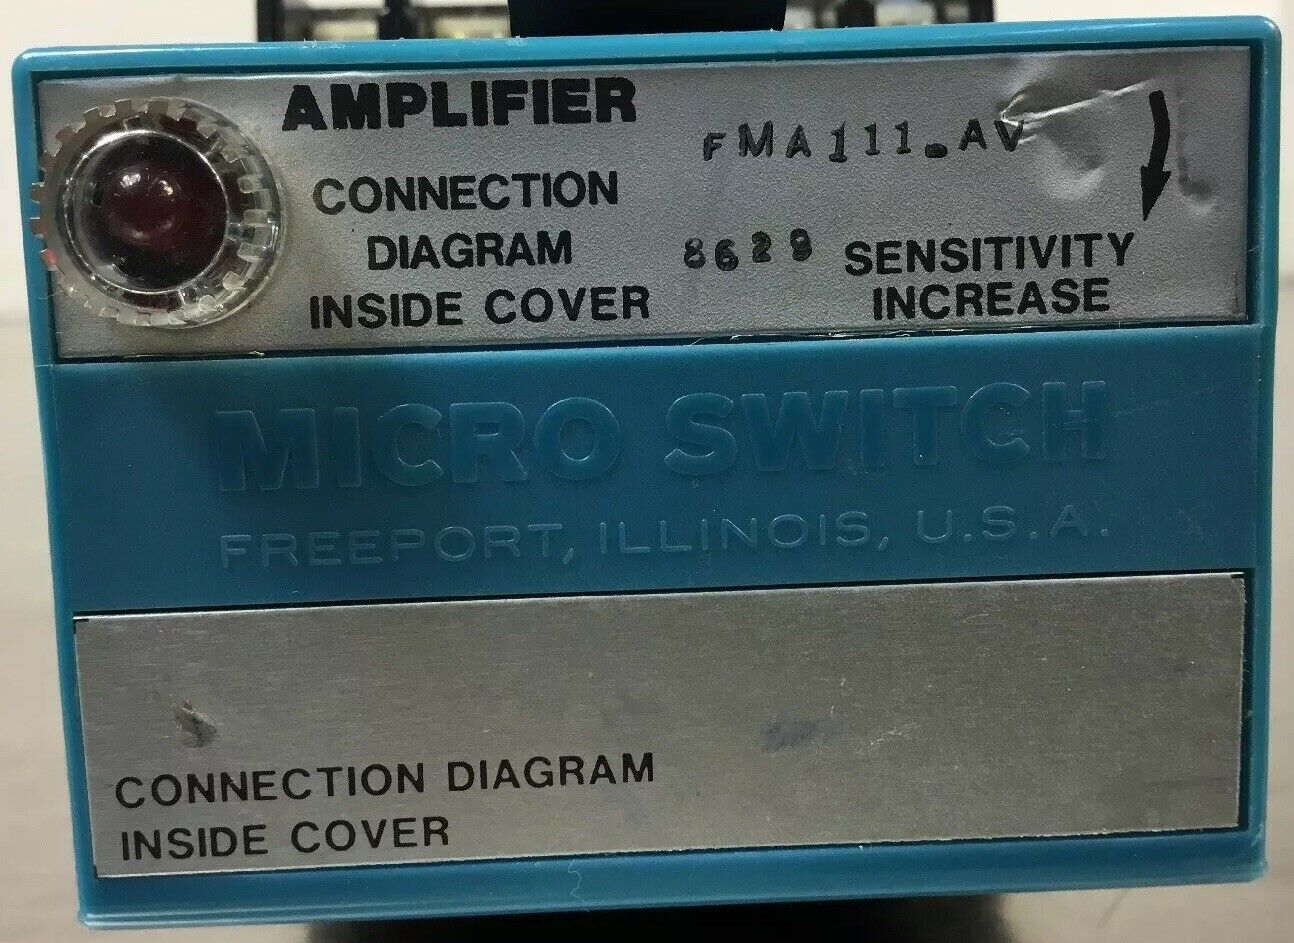 AMPLIFIER
CONNECTION
DIAGRAM
INSIDE COVER
FMA111.AV
8629
SENSITIVITY
INCREASE
MICRO SWITCH
FREEPORT, ILLINOIS, U.S.A.
CONNECTION DIAGRAM
INSIDE COVER